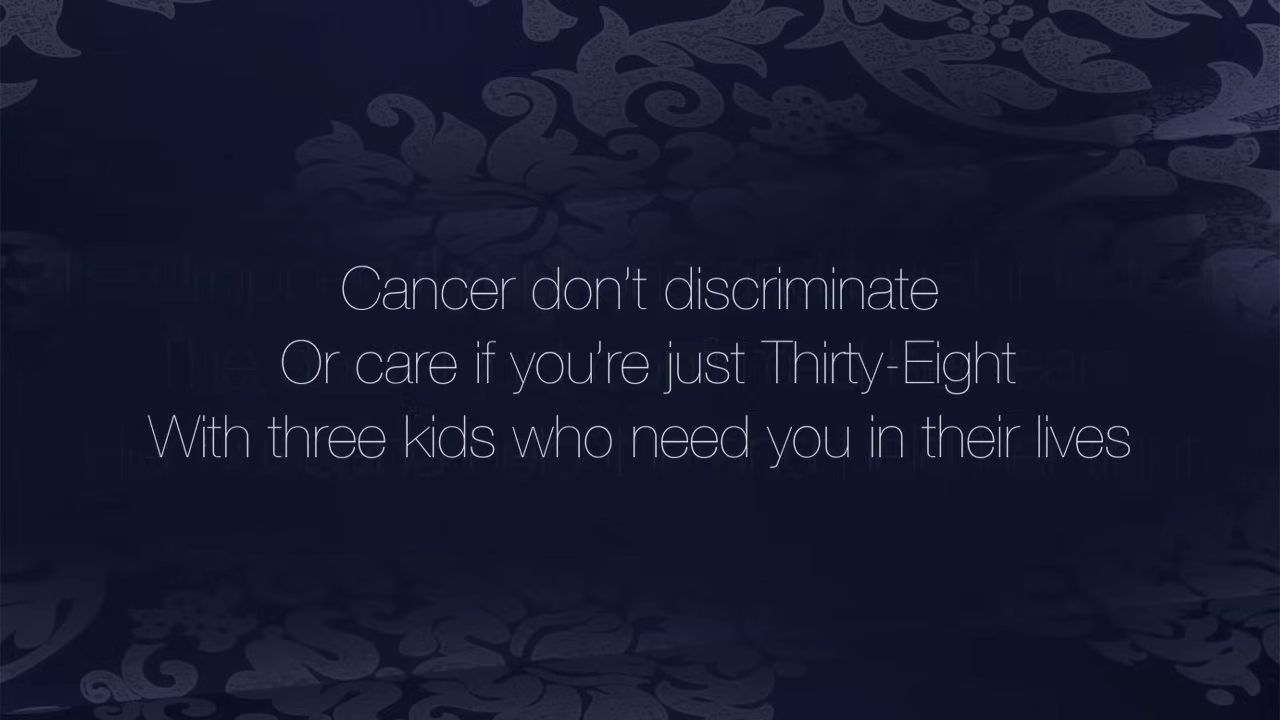 Cancer don't discriminate
Or care if you're just Thirty-Eight
With three kids who need you in their lives